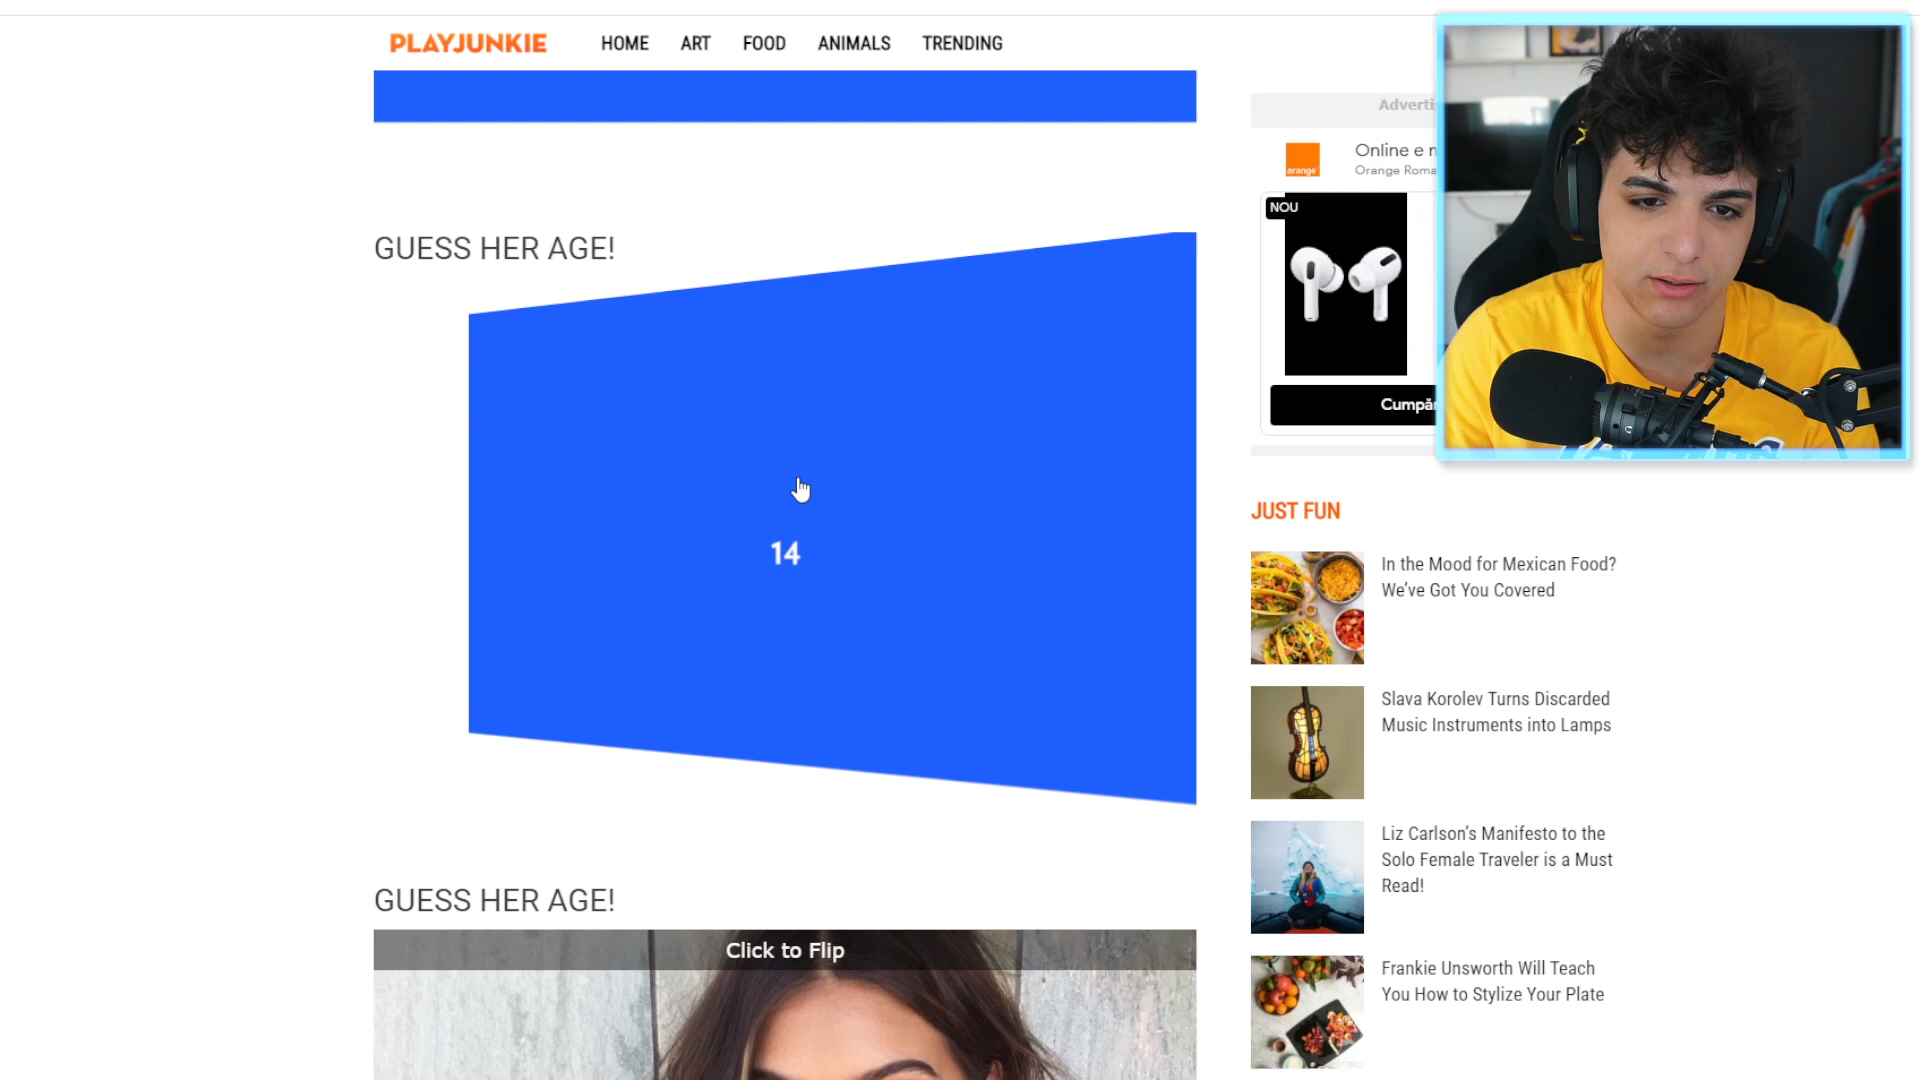 PLAYJUNKIE HOME ART FOOD ANIMALS TRENDING
GUESS HER AGE!
14
GUESS HER AGE!
Click to Flip
Online e
Orange
orange
NOU
JUST FUN
In the Mood for Mexican Food?
We've Got You Covered
Slava Korolev Turns Discarded
Music Instruments into Lamps
Liz Carlson's Manifesto to the
Solo Female Traveler is a Must
Read!
Frankie Unsworth Will Teach
You How to Stylize Your Plate